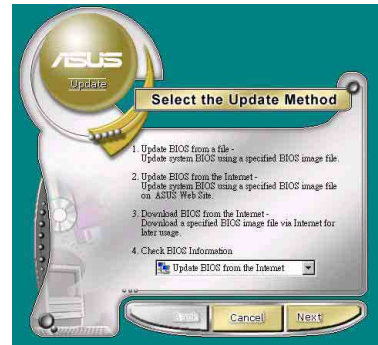 ASUS
Update
Select the Update Method
1. Update BIOS from a file -
Update system BIOS using a specified BIOS image file.
2. Update BIOS from the Internet -
Update system BIOS using a specified BIOS image file
on ASUS Web Site.
3. Download BIOS from the Internet -
Download a specified BIOS image file via Internet for
later usage.
4. Check BIOS Information
Update BIOS from the Internet
Back Cancel Next